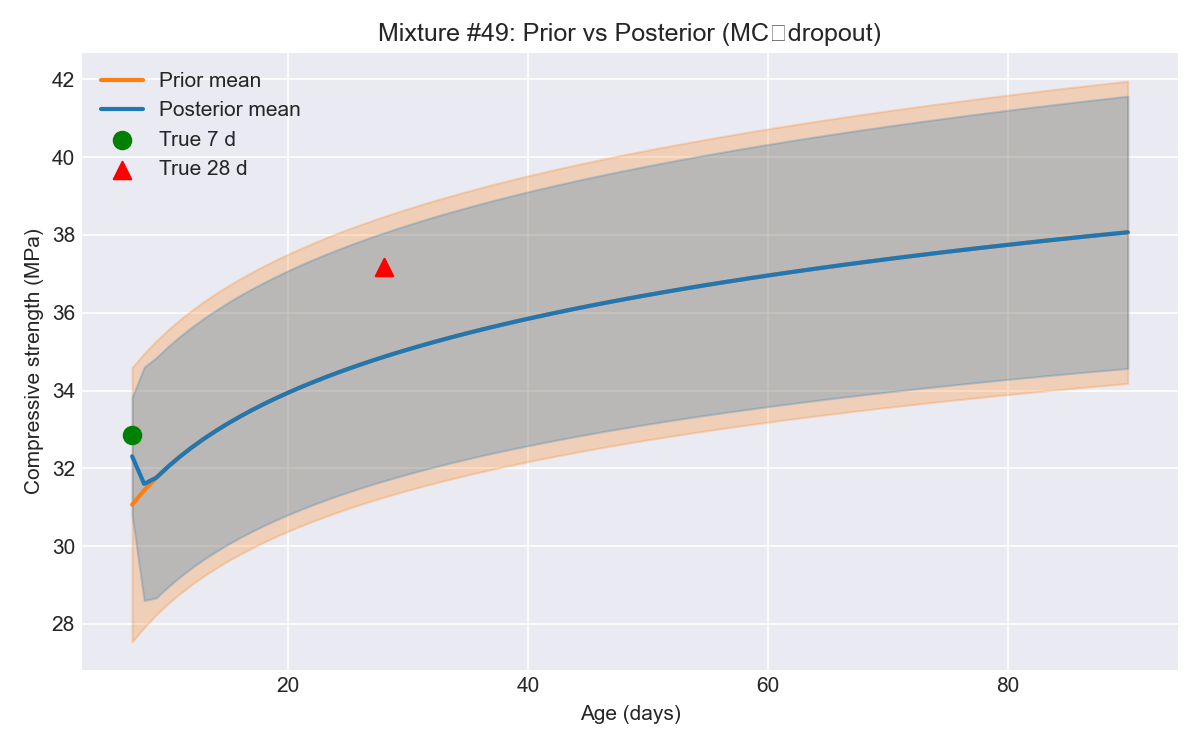 Mixture #49: Prior vs Posterior (MC□dropout)
Prior mean
Posterior mean
True 7 d
True 28 d
42
40
38
36
34
32
30
28
Compressive strength (MPa)
20
40
60
80
Age (days)